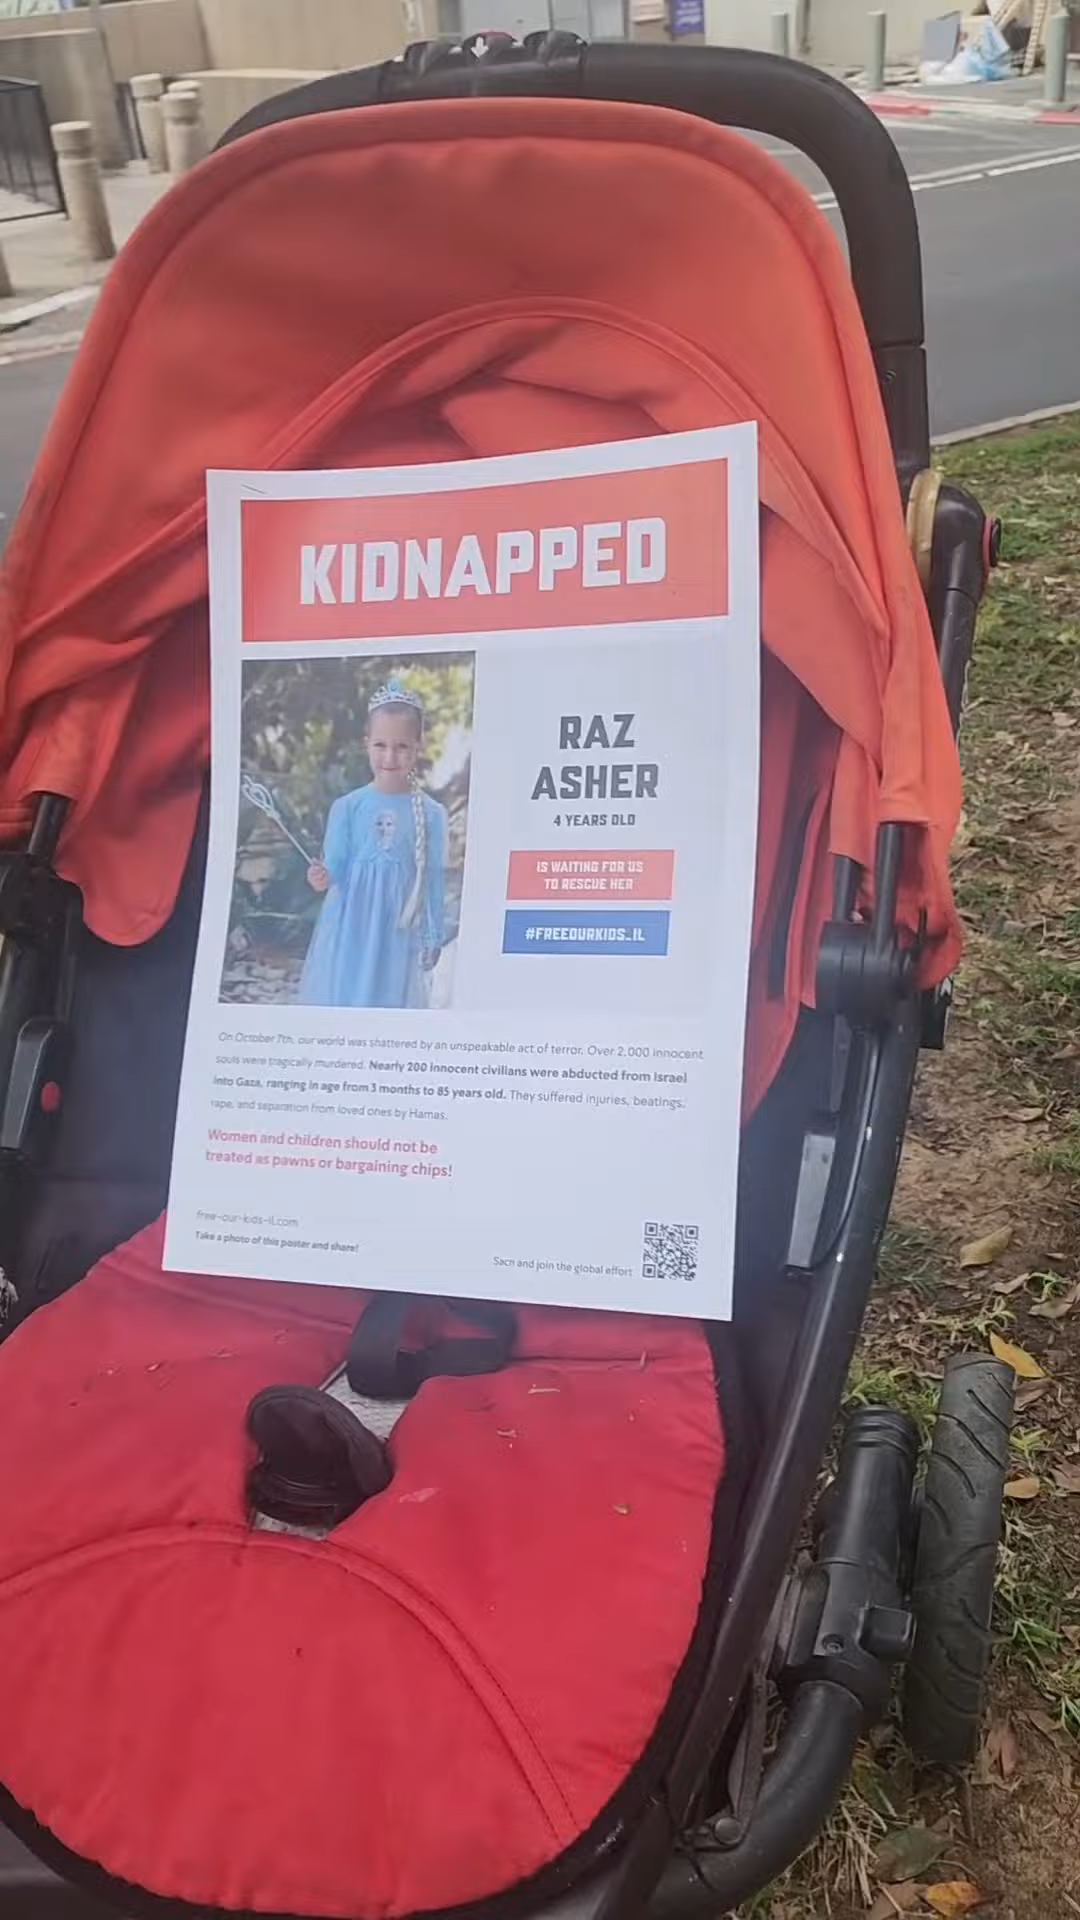 KIDNAPPED
RAZ
ASHER
4 YEARS OLD
IS WAITING FOR US
TO RESCUE HER
#FREEOURKIDS_IL
On October 7th, our world was shattered by an unspeakable act of terror. Over 2,000 innocent
souls were tragically murdered. Nearly 200 innocent civilians were abducted from Israel
into Gaza, ranging in age from 3 months to 85 years old. They suffered injuries, beatings,
rape, and separation from loved ones by Hamas.
Women and children should not be
treated as pawns or bargaining chips!
free-our-kids-il.com
Take a photo of this poster and share!
Sacn and join the global effort